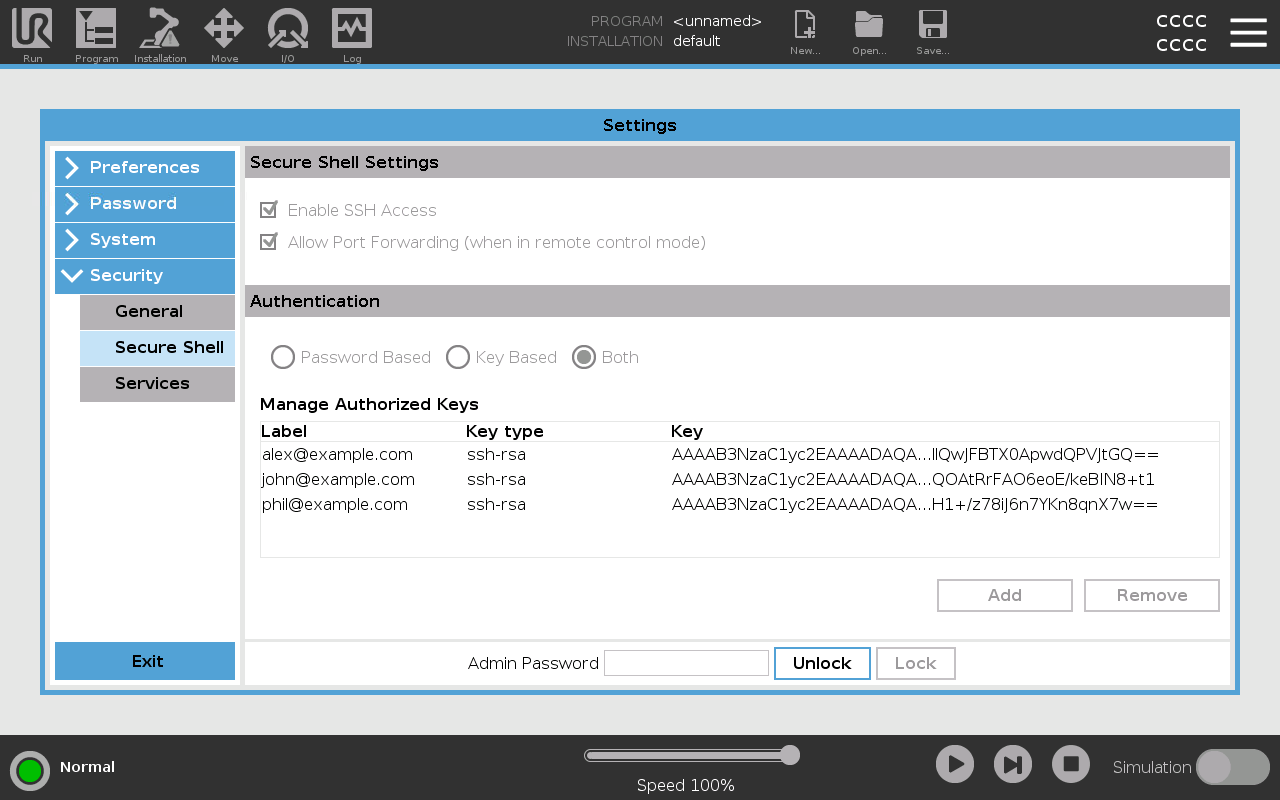 PROGRAM <unnamed>
INSTALLATION default
CCCC
CCCC
Run Program Installation Move I/O Log New... Open... Save...
Settings
Preferences
Password
System
Security
General
Secure Shell
Services
Exit
Secure Shell Settings
Enable SSH Access
Allow Port Forwarding (when in remote control mode)
Authentication
Password Based Key Based Both
Manage Authorized Keys
Label Key type Key
alex@example.com ssh-rsa AAAAB3NzaC1yc2EAAAADAQA...llQwJFBTX0ApwdQPVJtGQ==
john@example.com ssh-rsa AAAAB3NzaC1yc2EAAAADAQA...QOAtRrFAO6eoE/keBIN8+t1
phil@example.com ssh-rsa AAAAB3NzaC1yc2EAAAADAQA...H1+/z78iJ6n7YKn8qnX7w==
Add Remove
Admin Password Unlock Lock
Normal
Speed 100%
Simulation